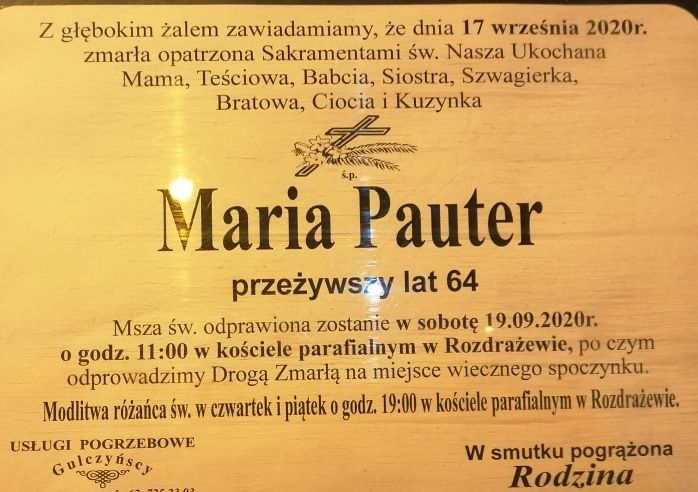 Z głębokim żalem zawiadamiamy, że dnia 17 września 2020r.
zmarła opatrzona Sakramentami św. Nasza Ukochana
Mama, Teściowa, Babcia, Siostra, Szwagierka,
Bratowa, Ciocia i Kuzynka
ś.p.
Maria Pauter
przeżywszy lat 64
Msza św. odprawiona zostanie w sobotę 19.09.2020r.
o godz. 11:00 w kościele parafialnym w Rozdrażewie, po czym
odprowadzimy Drogą Zmarłą na miejsce wiecznego spoczynku.
Modlitwa różańca św. w czwartek i piątek o godz. 19:00 w kościele parafialnym w Rozdrażewie.
USŁUGI POGRZEBOWE
Gulczyńscy
W smutku pogrążona
Rodzina